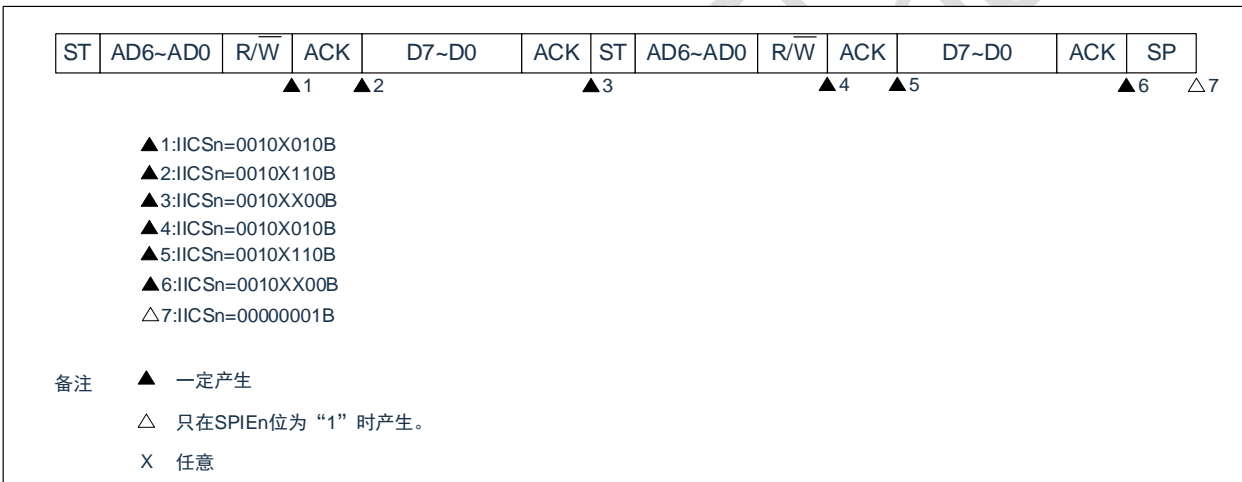 ST AD6~AD0 R/W̅ ACK D7~D0 ACK ST AD6~AD0 R/W̅ ACK D7~D0 ACK SP
▲1 ▲2 ▲3 ▲4 ▲5 ▲6 △7
▲1:IICSn=0010X010B
▲2:IICSn=0010X110B
▲3:IICSn=0010XX00B
▲4:IICSn=0010X010B
▲5:IICSn=0010X110B
▲6:IICSn=0010XX00B
△7:IICSn=00000001B
备注 ▲ 一定产生
△ 只在SPIEn位为“1”时产生。
X 任意